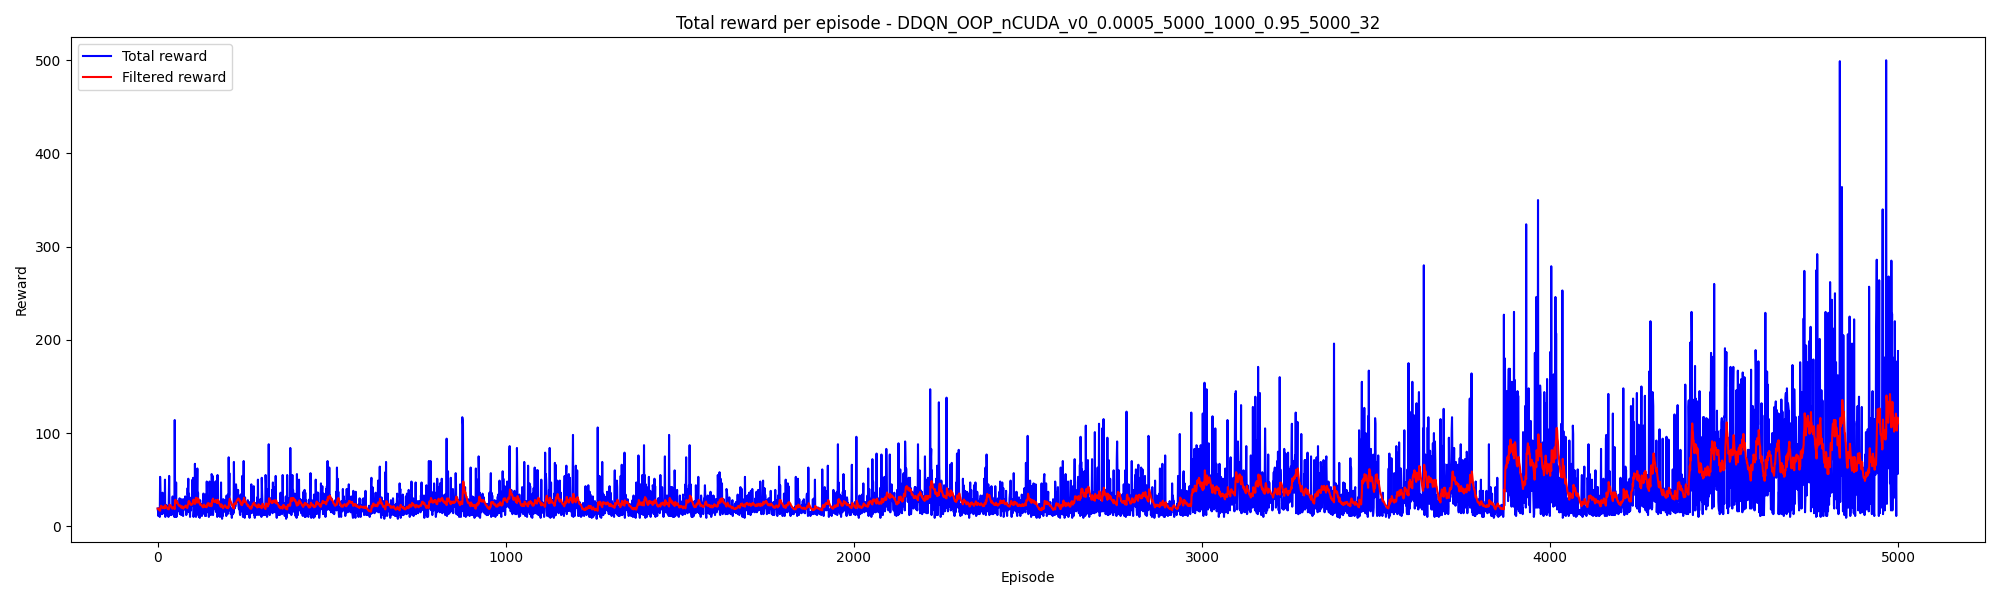 Total reward per episode - DDQN_OOP_nCUDA_v0_0.0005_5000_1000_0.95_5000_32
Total reward
Filtered reward
500
400
300
200
100
0
Reward
0 1000 2000 3000 4000 5000
Episode